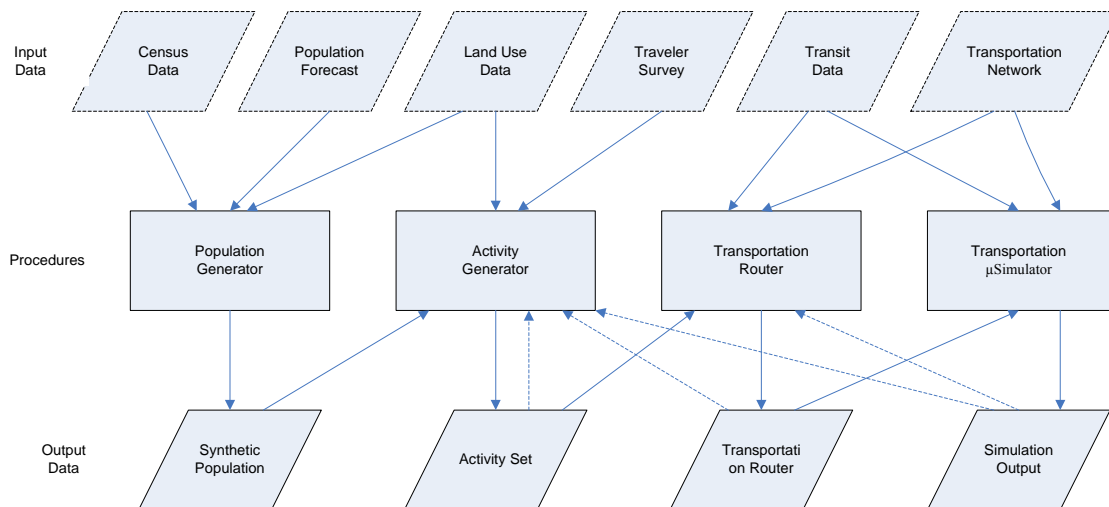 Input
Data
Census
Data
Population
Forecast
Land Use
Data
Traveler
Survey
Transit
Data
Transportation
Network
Procedures
Population
Generator
Activity
Generator
Transportation
Router
Transportation
µSimulator
Output
Data
Synthetic
Population
Activity Set
Transportati
on Router
Simulation
Output